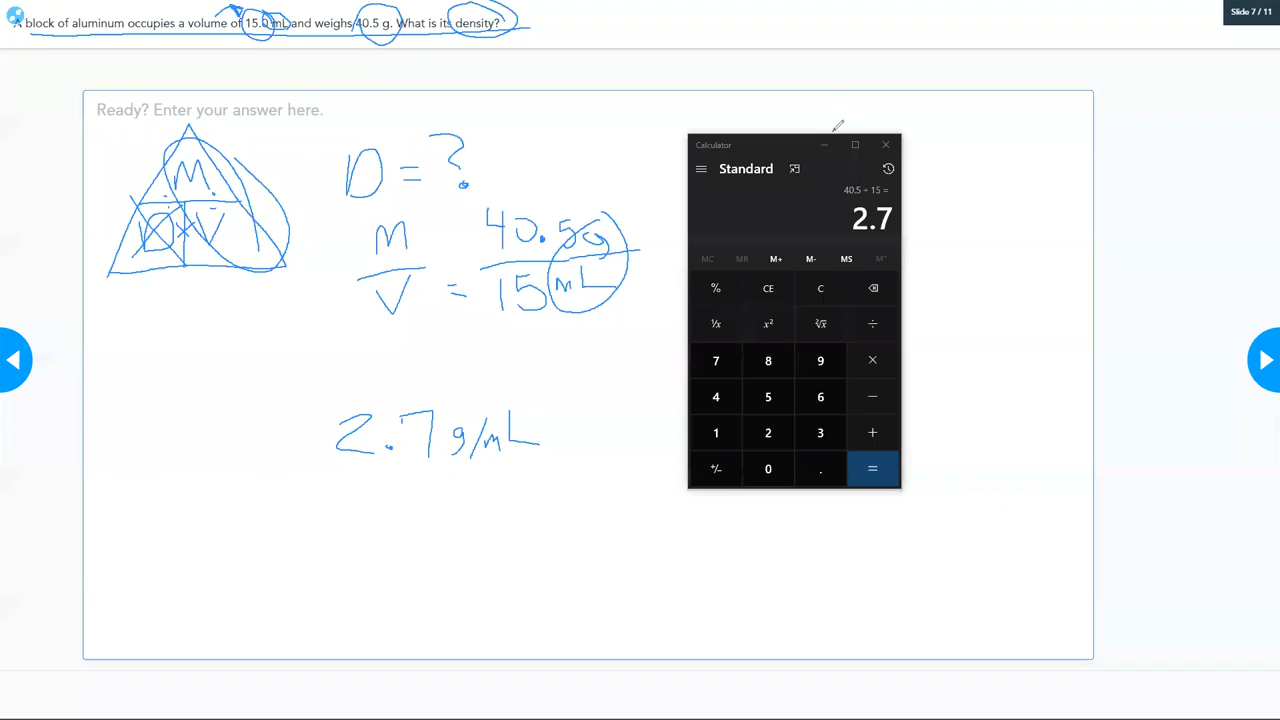 A block of aluminum occupies a volume of 15.0 mL and weighs 40.5 g. What is its density?
Slide 7 / 11
Ready? Enter your answer here.
M
D × V
D = ?
M
V
=
40.5g
15mL
2.7 g/mL
Calculator
Standard
40.5 ÷ 15 =
2.7
MC MR M+ M- MS M˅
% CE C ⌫
¹/x x² ²√x ÷
7 8 9 ×
4 5 6 −
1 2 3 +
+/- 0 . =